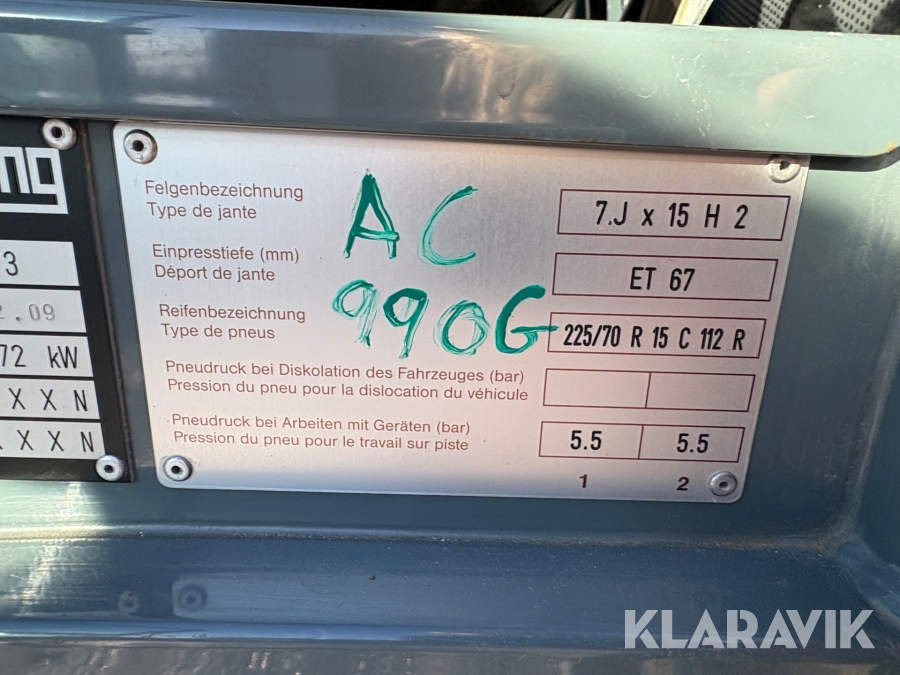 3
.09
72 kW
X X N
X X X N
Felgenbezeichnung
Type de jante
7.J x 15 H 2
AC
Einpresstiefe (mm)
Déport de jante
ET 67
990G
Reifenbezeichnung
Type de pneus
225/70 R 15 C 112 R
Pneudruck bei Diskolation des Fahrzeuges (bar)
Pression du pneu pour la dislocation du véhicule
Pneudruck bei Arbeiten mit Geräten (bar)
Pression du pneu pour le travail sur piste
5.5 5.5
1 2
KLARAVIK